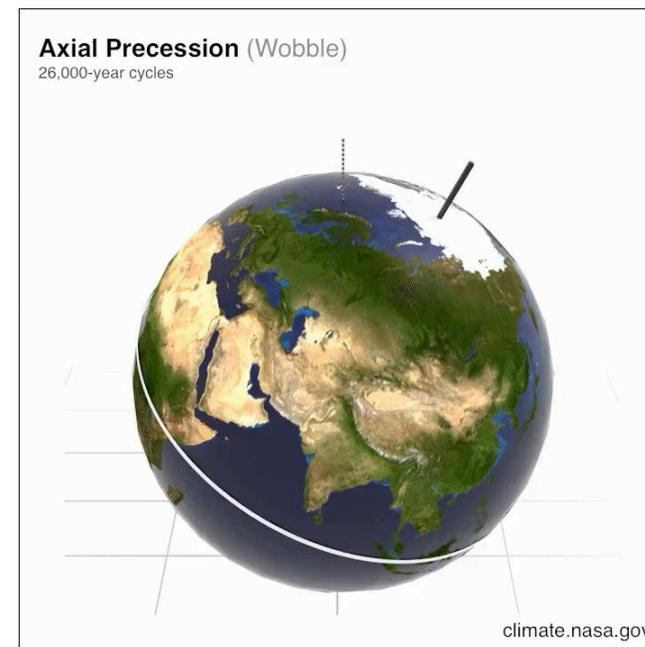 Axial Precession (Wobble)
26,000-year cycles
climate.nasa.gov